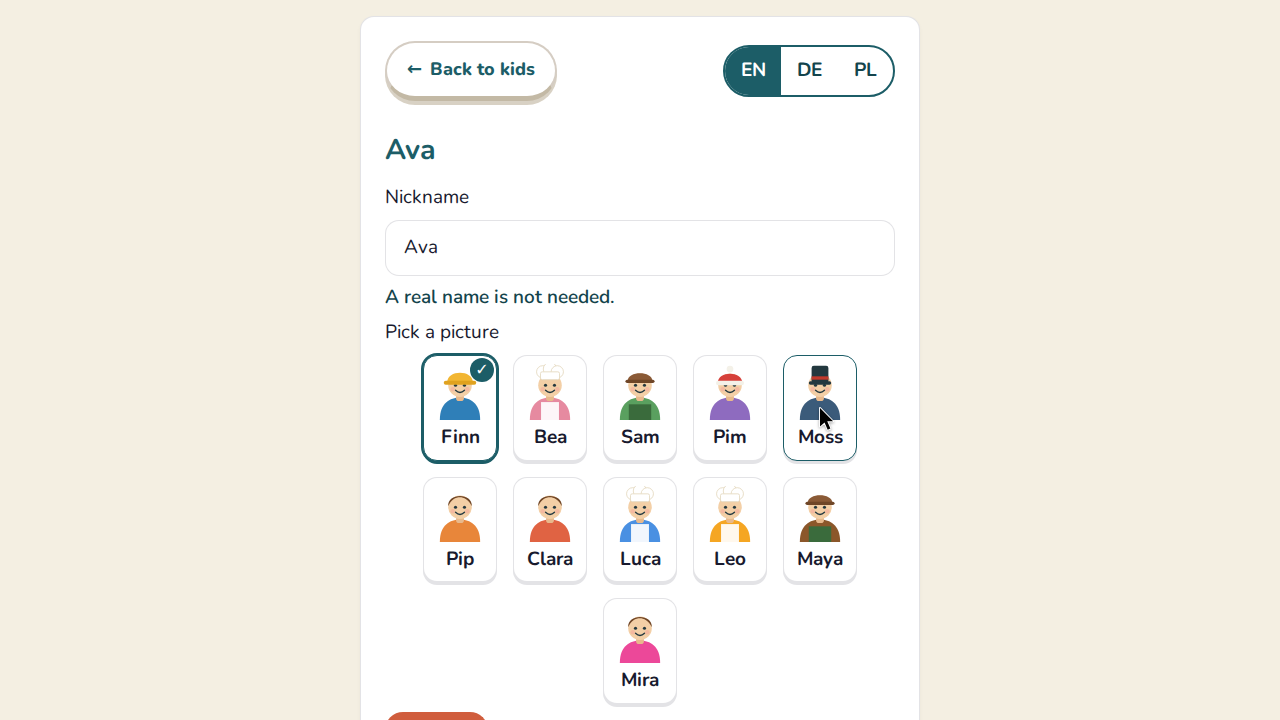 ← Back to kids
EN DE PL
Ava
Nickname
Ava
A real name is not needed.
Pick a picture
✓
Finn Bea Sam Pim Moss
Pip Clara Luca Leo Maya
Mira